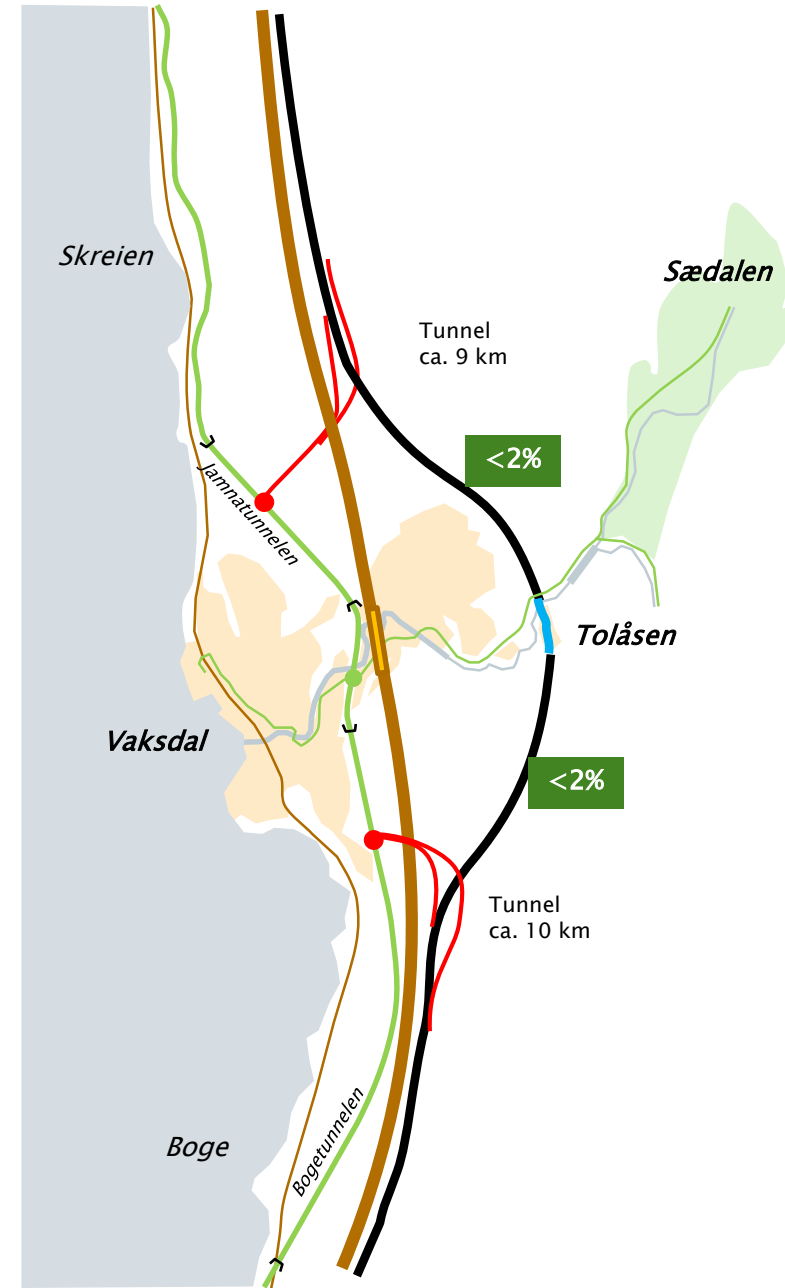 Skreien
Sædalen
Tunnel
ca. 9 km
<2%
Jamnatunnelen
Tolåsen
Vaksdal
<2%
Tunnel
ca. 10 km
Bogetunnelen
Boge